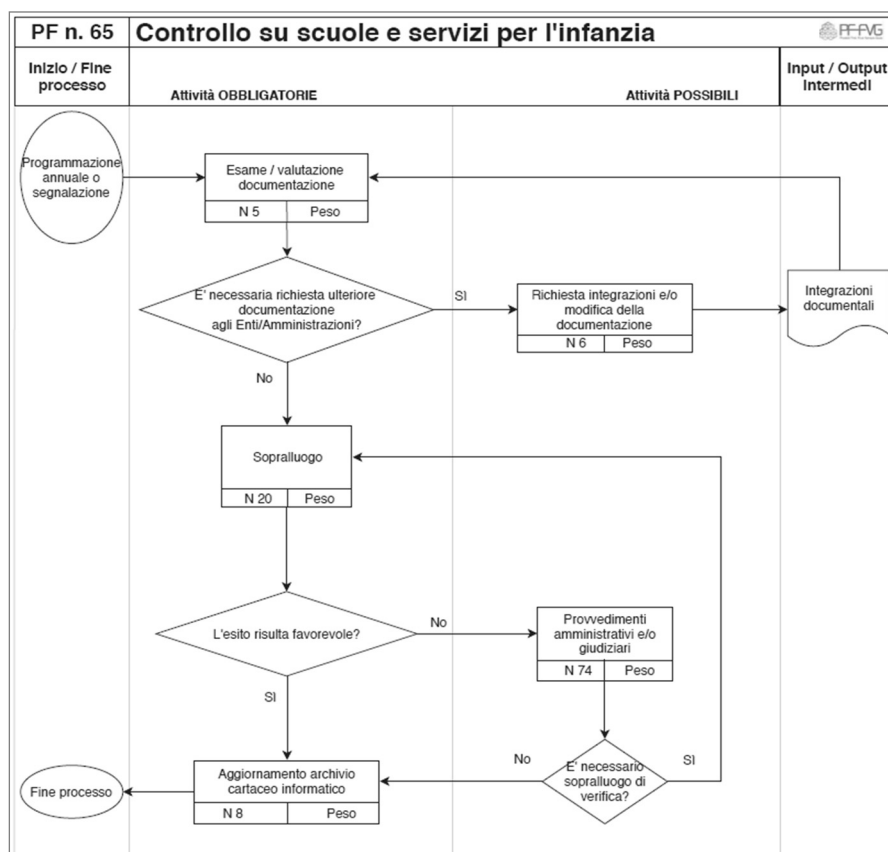 PF n. 65
Controllo su scuole e servizi per l'infanzia
PF-FVG
Inizio / Fine
processo
Attività OBBLIGATORIE
Attività POSSIBILI
Input / Output
Intermedi
Programmazione
annuale o
segnalazione
Esame / valutazione
documentazione
N 5
Peso
E' necessaria richiesta ulteriore
documentazione
agli Enti/Amministrazioni?
SÌ
Richiesta integrazioni e/o
modifica della
documentazione
N 6
Peso
Integrazioni
documentali
No
Sopralluogo
N 20
Peso
L'esito risulta favorevole?
No
Provvedimenti
amministrativi e/o
giudiziari
N 74
Peso
SÌ
No
E' necessario
sopralluogo di
verifica?
SÌ
Fine processo
Aggiornamento archivio
cartaceo informatico
N 8
Peso